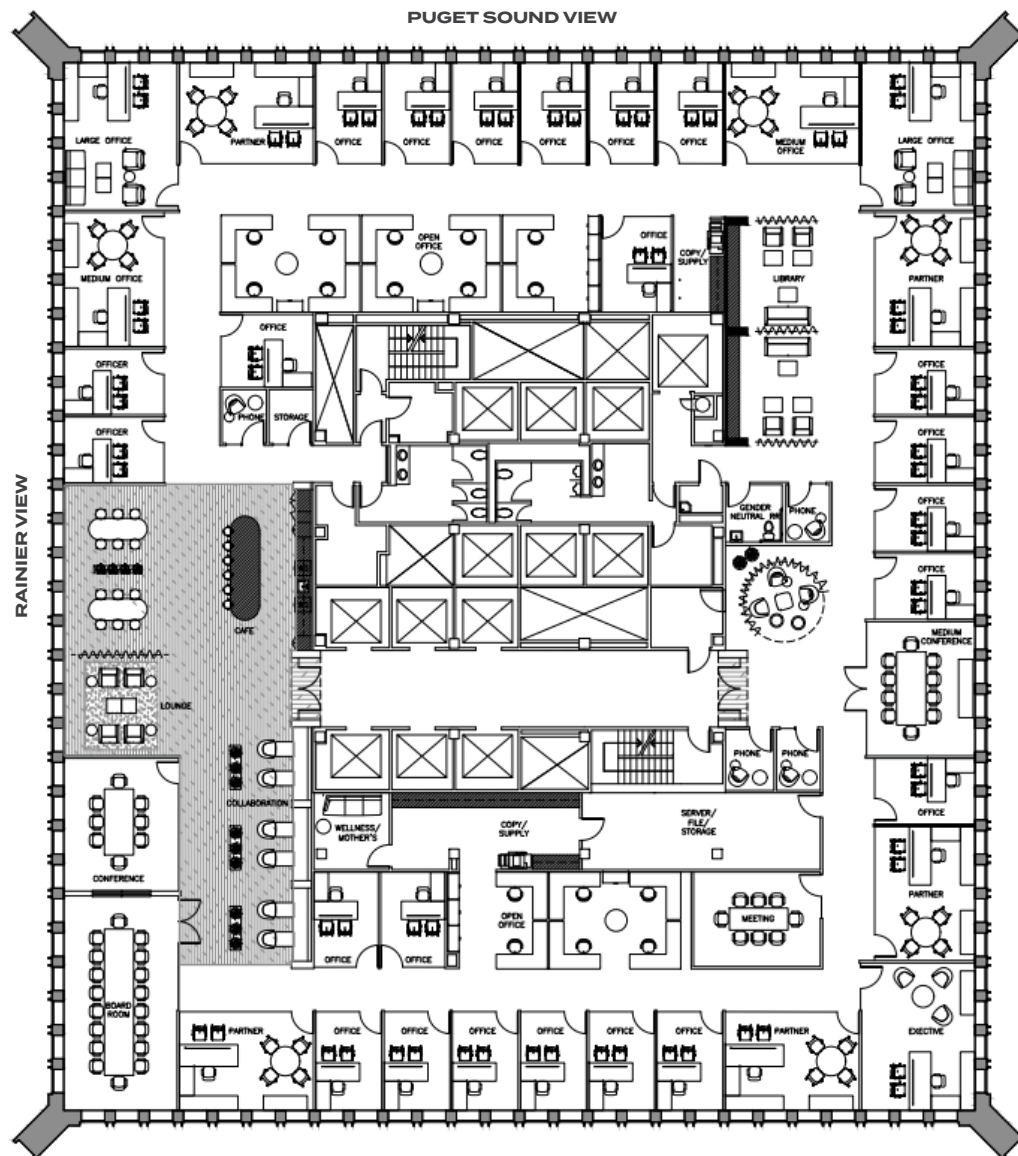 PUGET SOUND VIEW
LARGE OFFICE
PARTNER
OFFICE
OFFICE
OFFICE
OFFICE
OFFICE
OFFICE
MEDIUM
OFFICE
LARGE OFFICE
MEDIUM OFFICE
OPEN
OFFICE
OFFICE
COPY/
SUPPLY
LIBRARY
PARTNER
OFFICER
OFFICE
OFFICE
PHONE
STORAGE
OFFICER
OFFICE
RAINIER VIEW
GENDER
NEUTRAL RR
PHONE
OFFICE
CAFE
OFFICE
LOUNGE
MEDIUM
CONFERENCE
PHONE
PHONE
COLLABORATION
OFFICE
WELLNESS/
MOTHER'S
COPY/
SUPPLY
SERVER/
FILE/
STORAGE
CONFERENCE
PARTNER
OPEN
OFFICE
MEETING
OFFICE
OFFICE
BOARD
ROOM
PARTNER
OFFICE
OFFICE
OFFICE
OFFICE
OFFICE
OFFICE
PARTNER
EXECTIVE